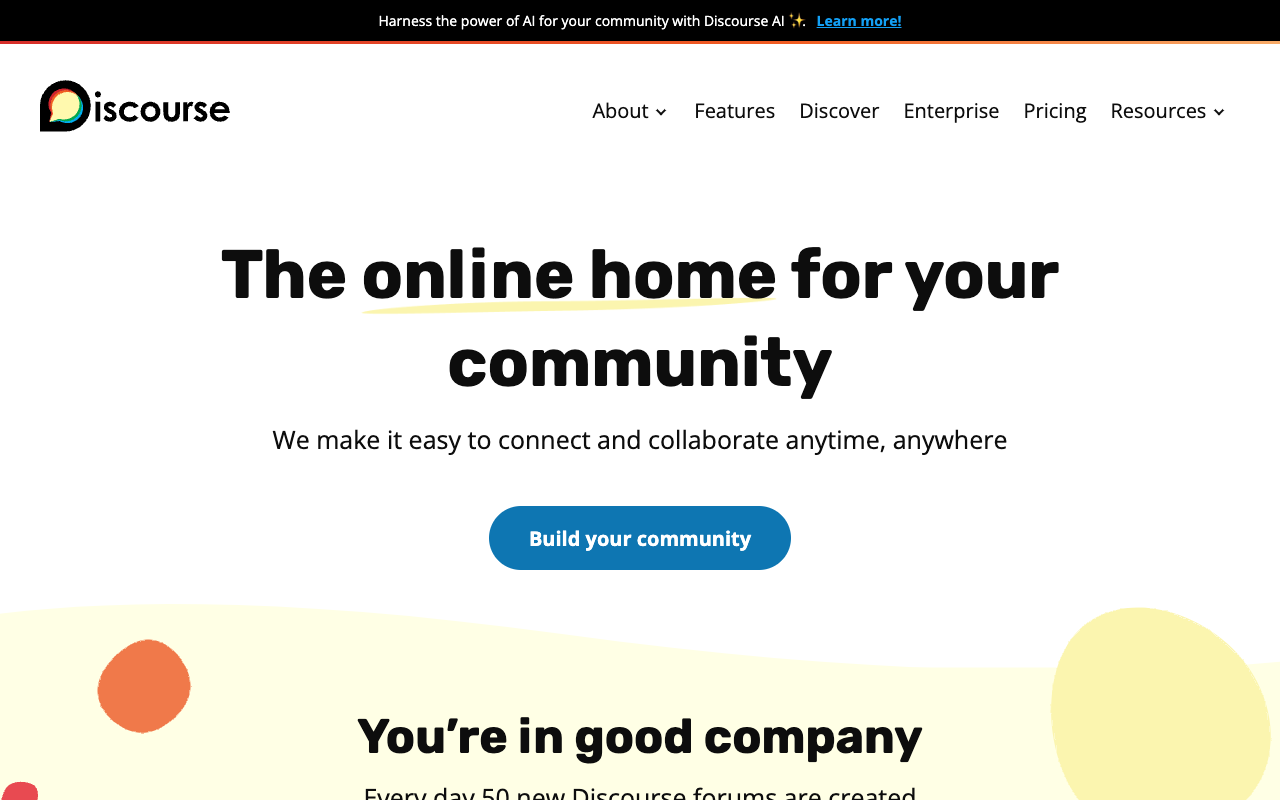 Harness the power of AI for your community with Discourse AI ✨. Learn more!
Discourse
About Features Discover Enterprise Pricing Resources
The online home for your
community
We make it easy to connect and collaborate anytime, anywhere
Build your community
You’re in good company
Every day 50 new Discourse forums are created